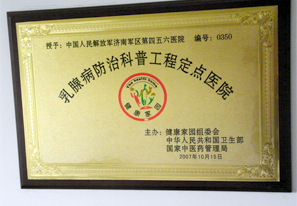 授予：中国人民解放军济南军区第四五六医院 编号：0350
乳腺病防治科普工程定点医院
健康家园
主办：健康家园组委会
中华人民共和国卫生部
国家中医药管理局
2007年10月19日